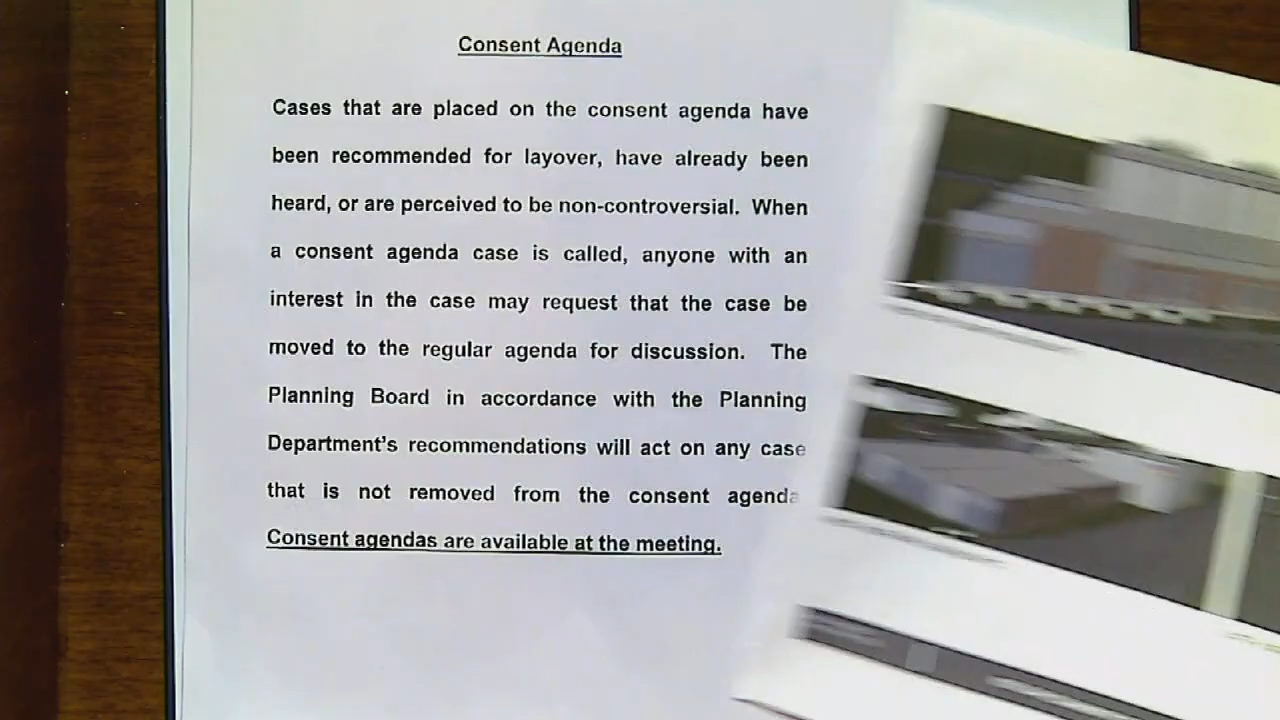 Consent Agenda
Cases that are placed on the consent agenda have
been recommended for layover, have already been
heard, or are perceived to be non-controversial. When
a consent agenda case is called, anyone with an
interest in the case may request that the case be
moved to the regular agenda for discussion. The
Planning Board in accordance with the Planning
Department's recommendations will act on any case
that is not removed from the consent agenda
Consent agendas are available at the meeting.